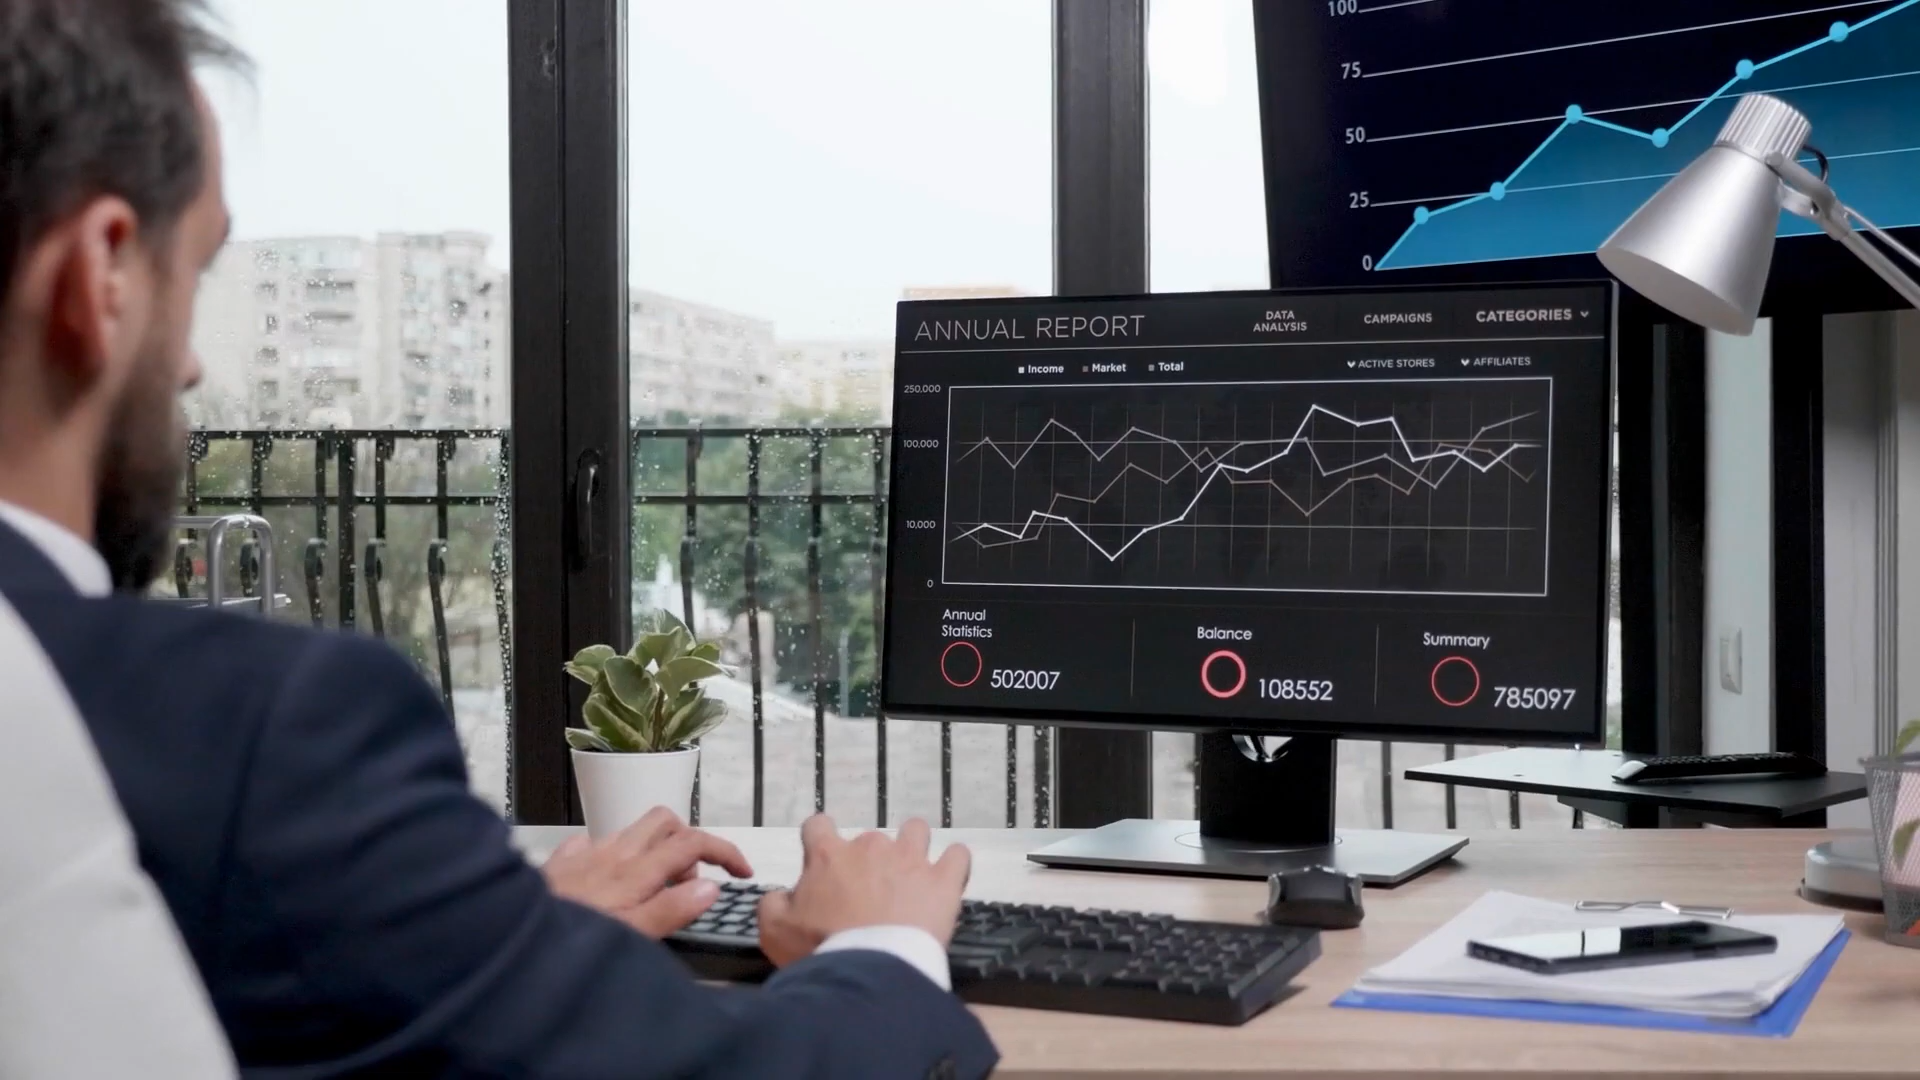 100
75
50
25
0
ANNUAL REPORT
DATA
ANALYSIS
CAMPAIGNS
CATEGORIES
Income
Market
Total
ACTIVE STORES
AFFILIATES
250,000
100,000
10,000
0
Annual
Statistics
502007
Balance
108552
Summary
785097